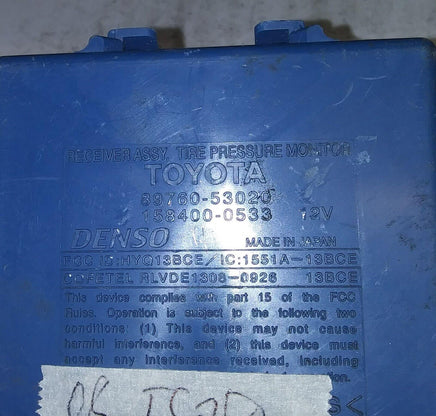 RECEIVER ASSY, TIRE PRESSURE MONITOR
TOYOTA
89760-53020
158400-0533 12V
DENSO MADE IN JAPAN
FCC ID:HYQ13BCE/IC:1551A-13BCE
COFETEL RLVDE1308-0926 13BCE
This device complies with part 15 of the FCC
Rules. Operation is subject to the following two
conditions: (1) This device may not cause
harmful interference, and (2) this device must
accept any interference received, including
operation.